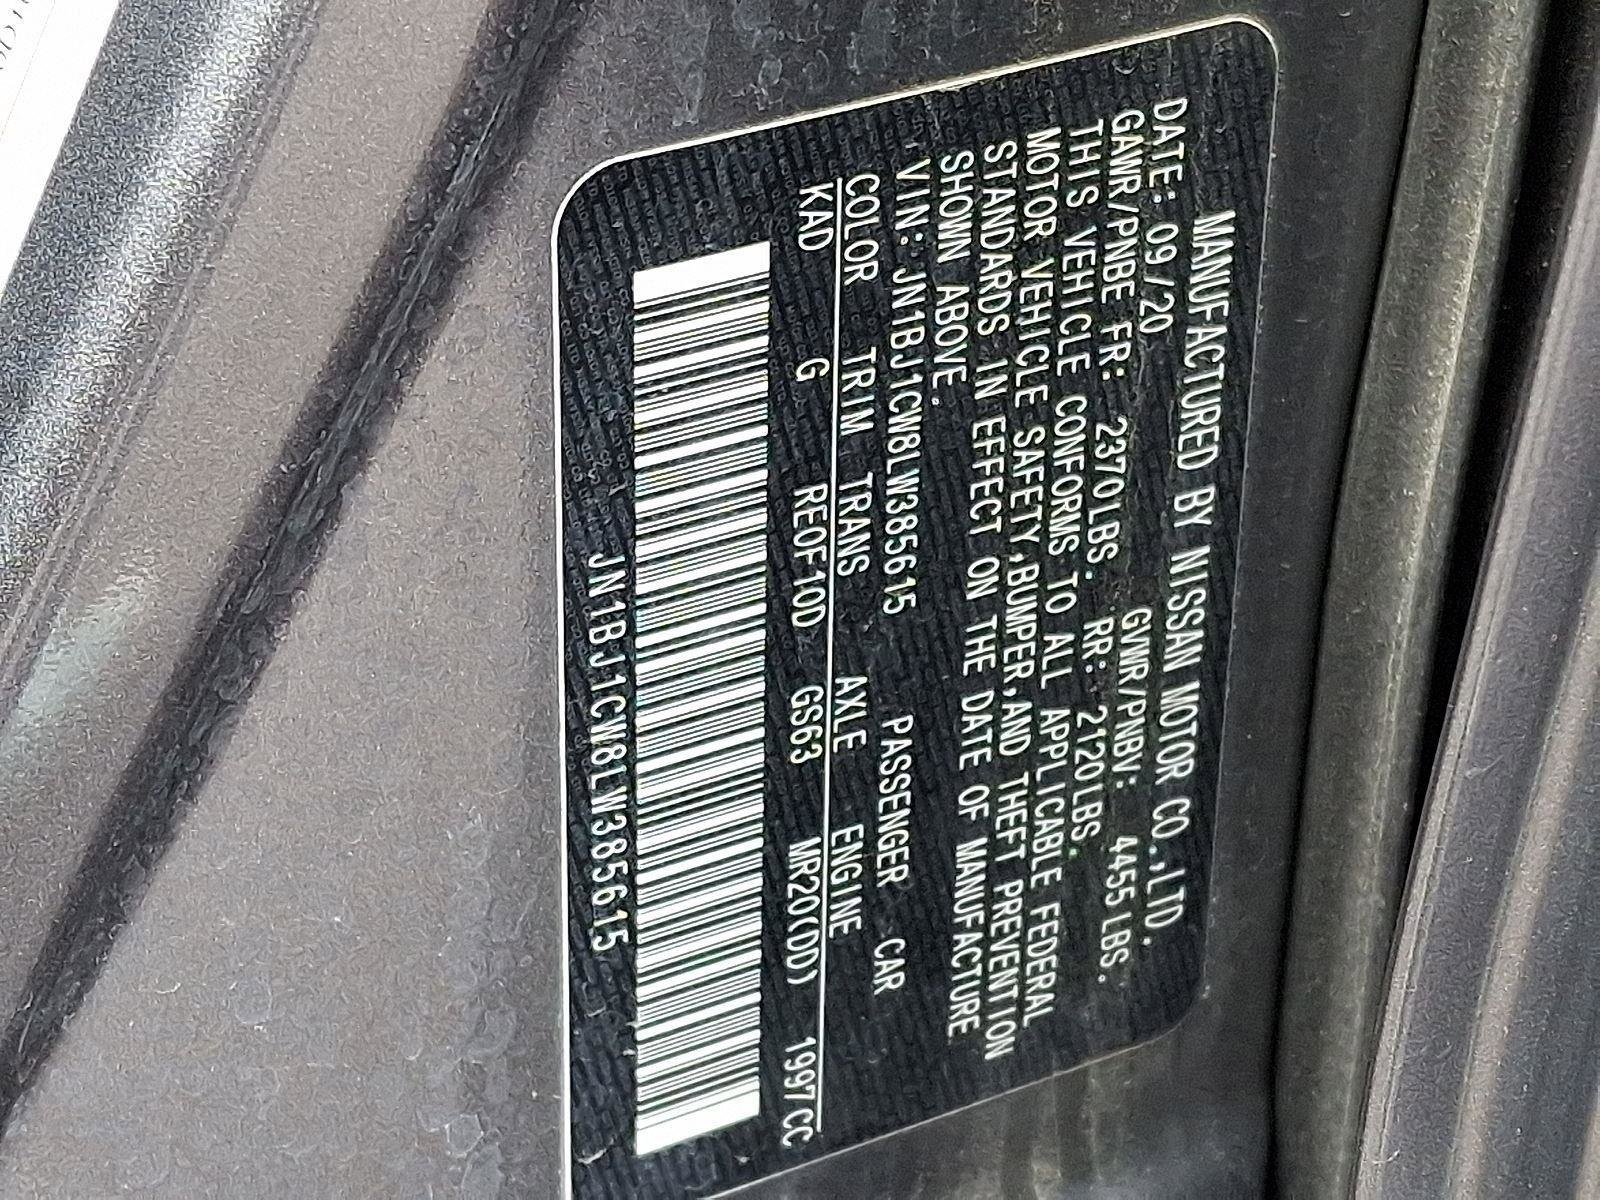 MANUFACTURED BY NISSAN MOTOR CO.,LTD.
DATE: 09/20 GVWR/PNBV: 4455LBS.
GAWR/PNBE FR: 2370LBS. RR: 2120LBS.
THIS VEHICLE CONFORMS TO ALL APPLICABLE FEDERAL
MOTOR VEHICLE SAFETY,BUMPER,AND THEFT PREVENTION
STANDARDS IN EFFECT ON THE DATE OF MANUFACTURE
SHOWN ABOVE.
VIN: JN1BJ1CW8LW385615 PASSENGER CAR
COLOR TRIM TRANS AXLE ENGINE
KAD G RE0F10D GS63 MR20(DD) 1997CC
JN1BJ1CW8LW385615